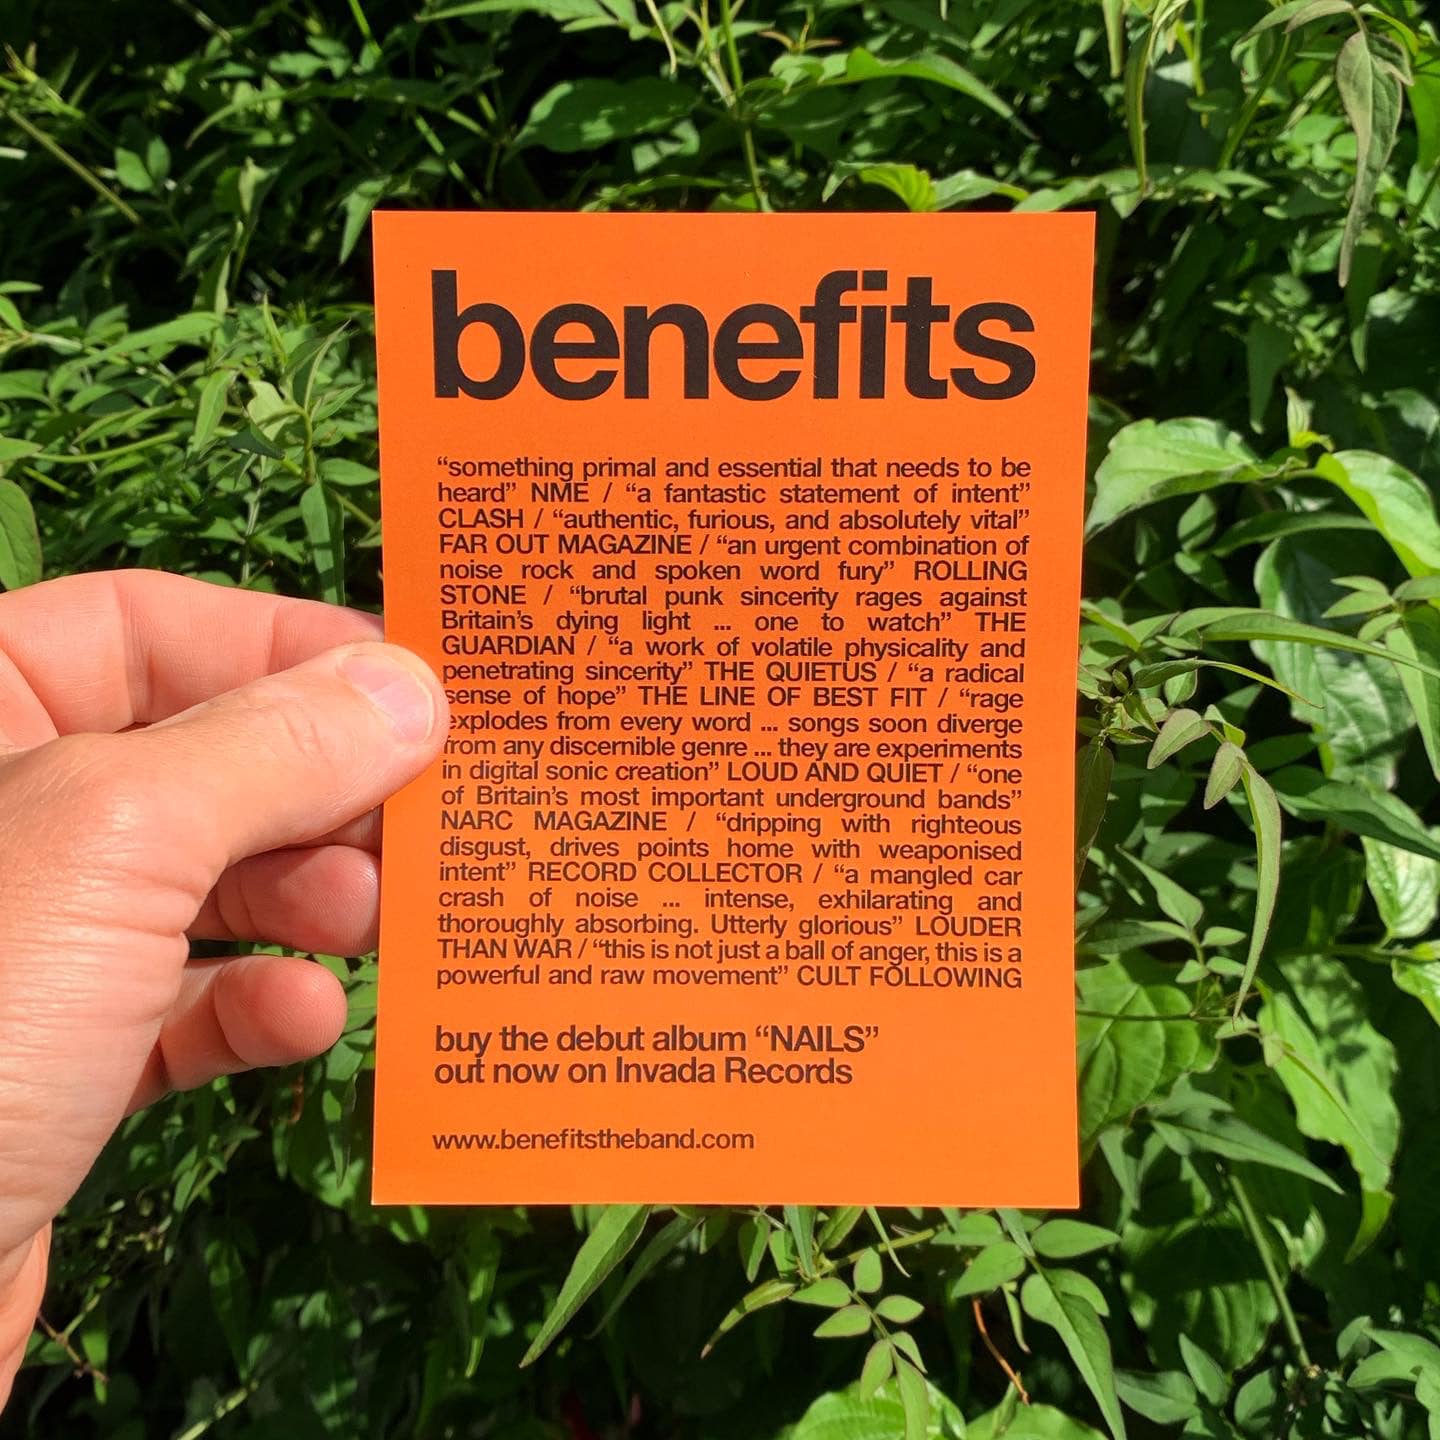 benefits
“something primal and essential that needs to be
heard” NME / “a fantastic statement of intent”
CLASH / “authentic, furious, and absolutely vital”
FAR OUT MAGAZINE / “an urgent combination of
noise rock and spoken word fury” ROLLING
STONE / “brutal punk sincerity rages against
Britain’s dying light ... one to watch” THE
GUARDIAN / “a work of volatile physicality and
penetrating sincerity” THE QUIETUS / “a radical
sense of hope” THE LINE OF BEST FIT / “rage
explodes from every word ... songs soon diverge
from any discernible genre ... they are experiments
in digital sonic creation” LOUD AND QUIET / “one
of Britain’s most important underground bands”
NARC MAGAZINE / “dripping with righteous
disgust, drives points home with weaponised
intent” RECORD COLLECTOR / “a mangled car
crash of noise ... intense, exhilarating and
thoroughly absorbing. Utterly glorious” LOUDER
THAN WAR / “this is not just a ball of anger, this is a
powerful and raw movement” CULT FOLLOWING
buy the debut album “NAILS”
out now on Invada Records
www.benefitstheband.com